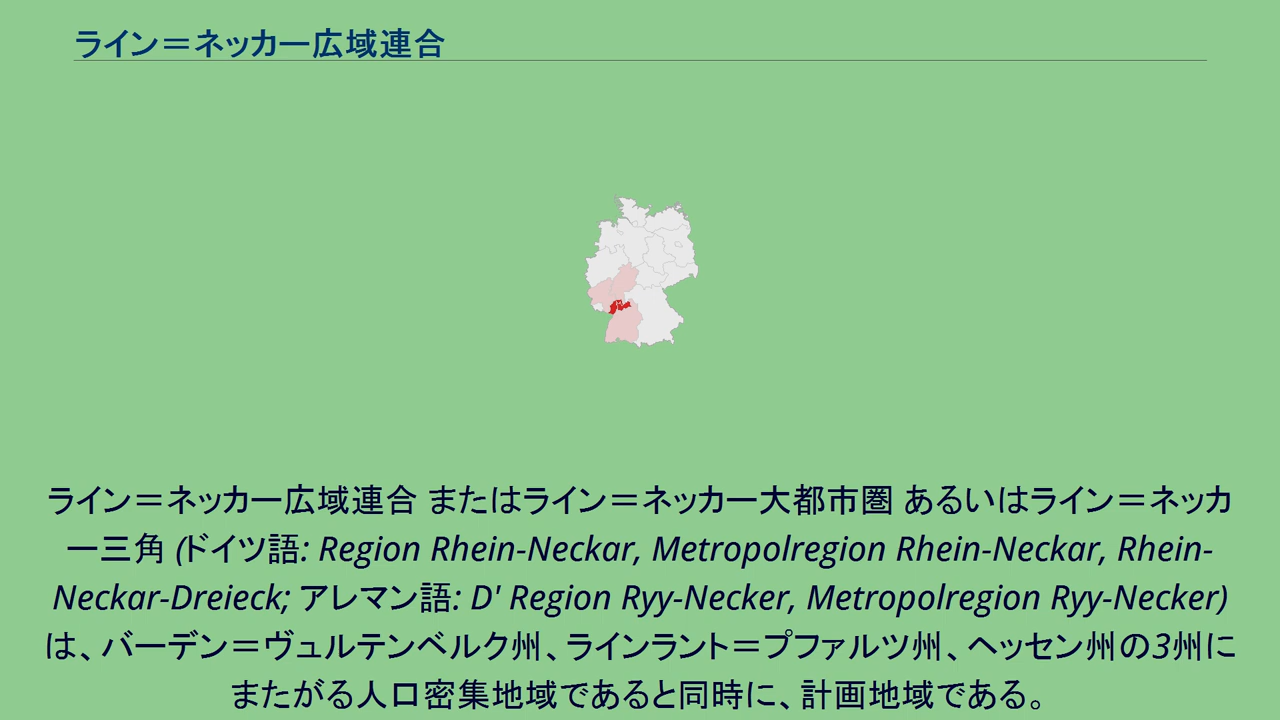 ライン＝ネッカー広域連合
ライン＝ネッカー広域連合 またはライン＝ネッカー大都市圏 あるいはライン＝ネッカ
ー三角 (ドイツ語: Region Rhein-Neckar, Metropolregion Rhein-Neckar, Rhein-
Neckar-Dreieck; アレマン語: D' Region Ryy-Necker, Metropolregion Ryy-Necker)
は、バーデン＝ヴュルテンベルク州、ラインラント＝プファルツ州、ヘッセン州の3州に
またがる人口密集地域であると同時に、計画地域である。